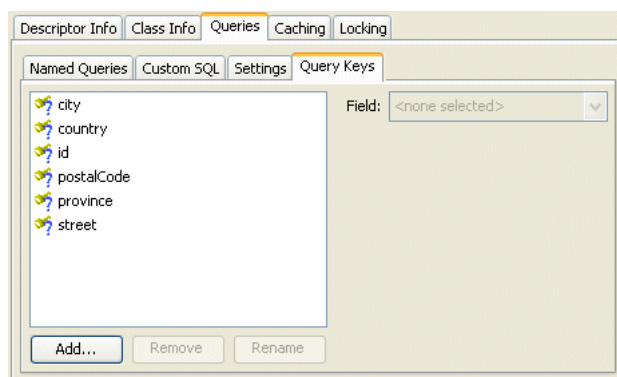 Descriptor Info Class Info Queries Caching Locking
Named Queries Custom SQL Settings Query Keys
city
country
id
postalCode
province
street
Field: <none selected>
Add... Remove Rename